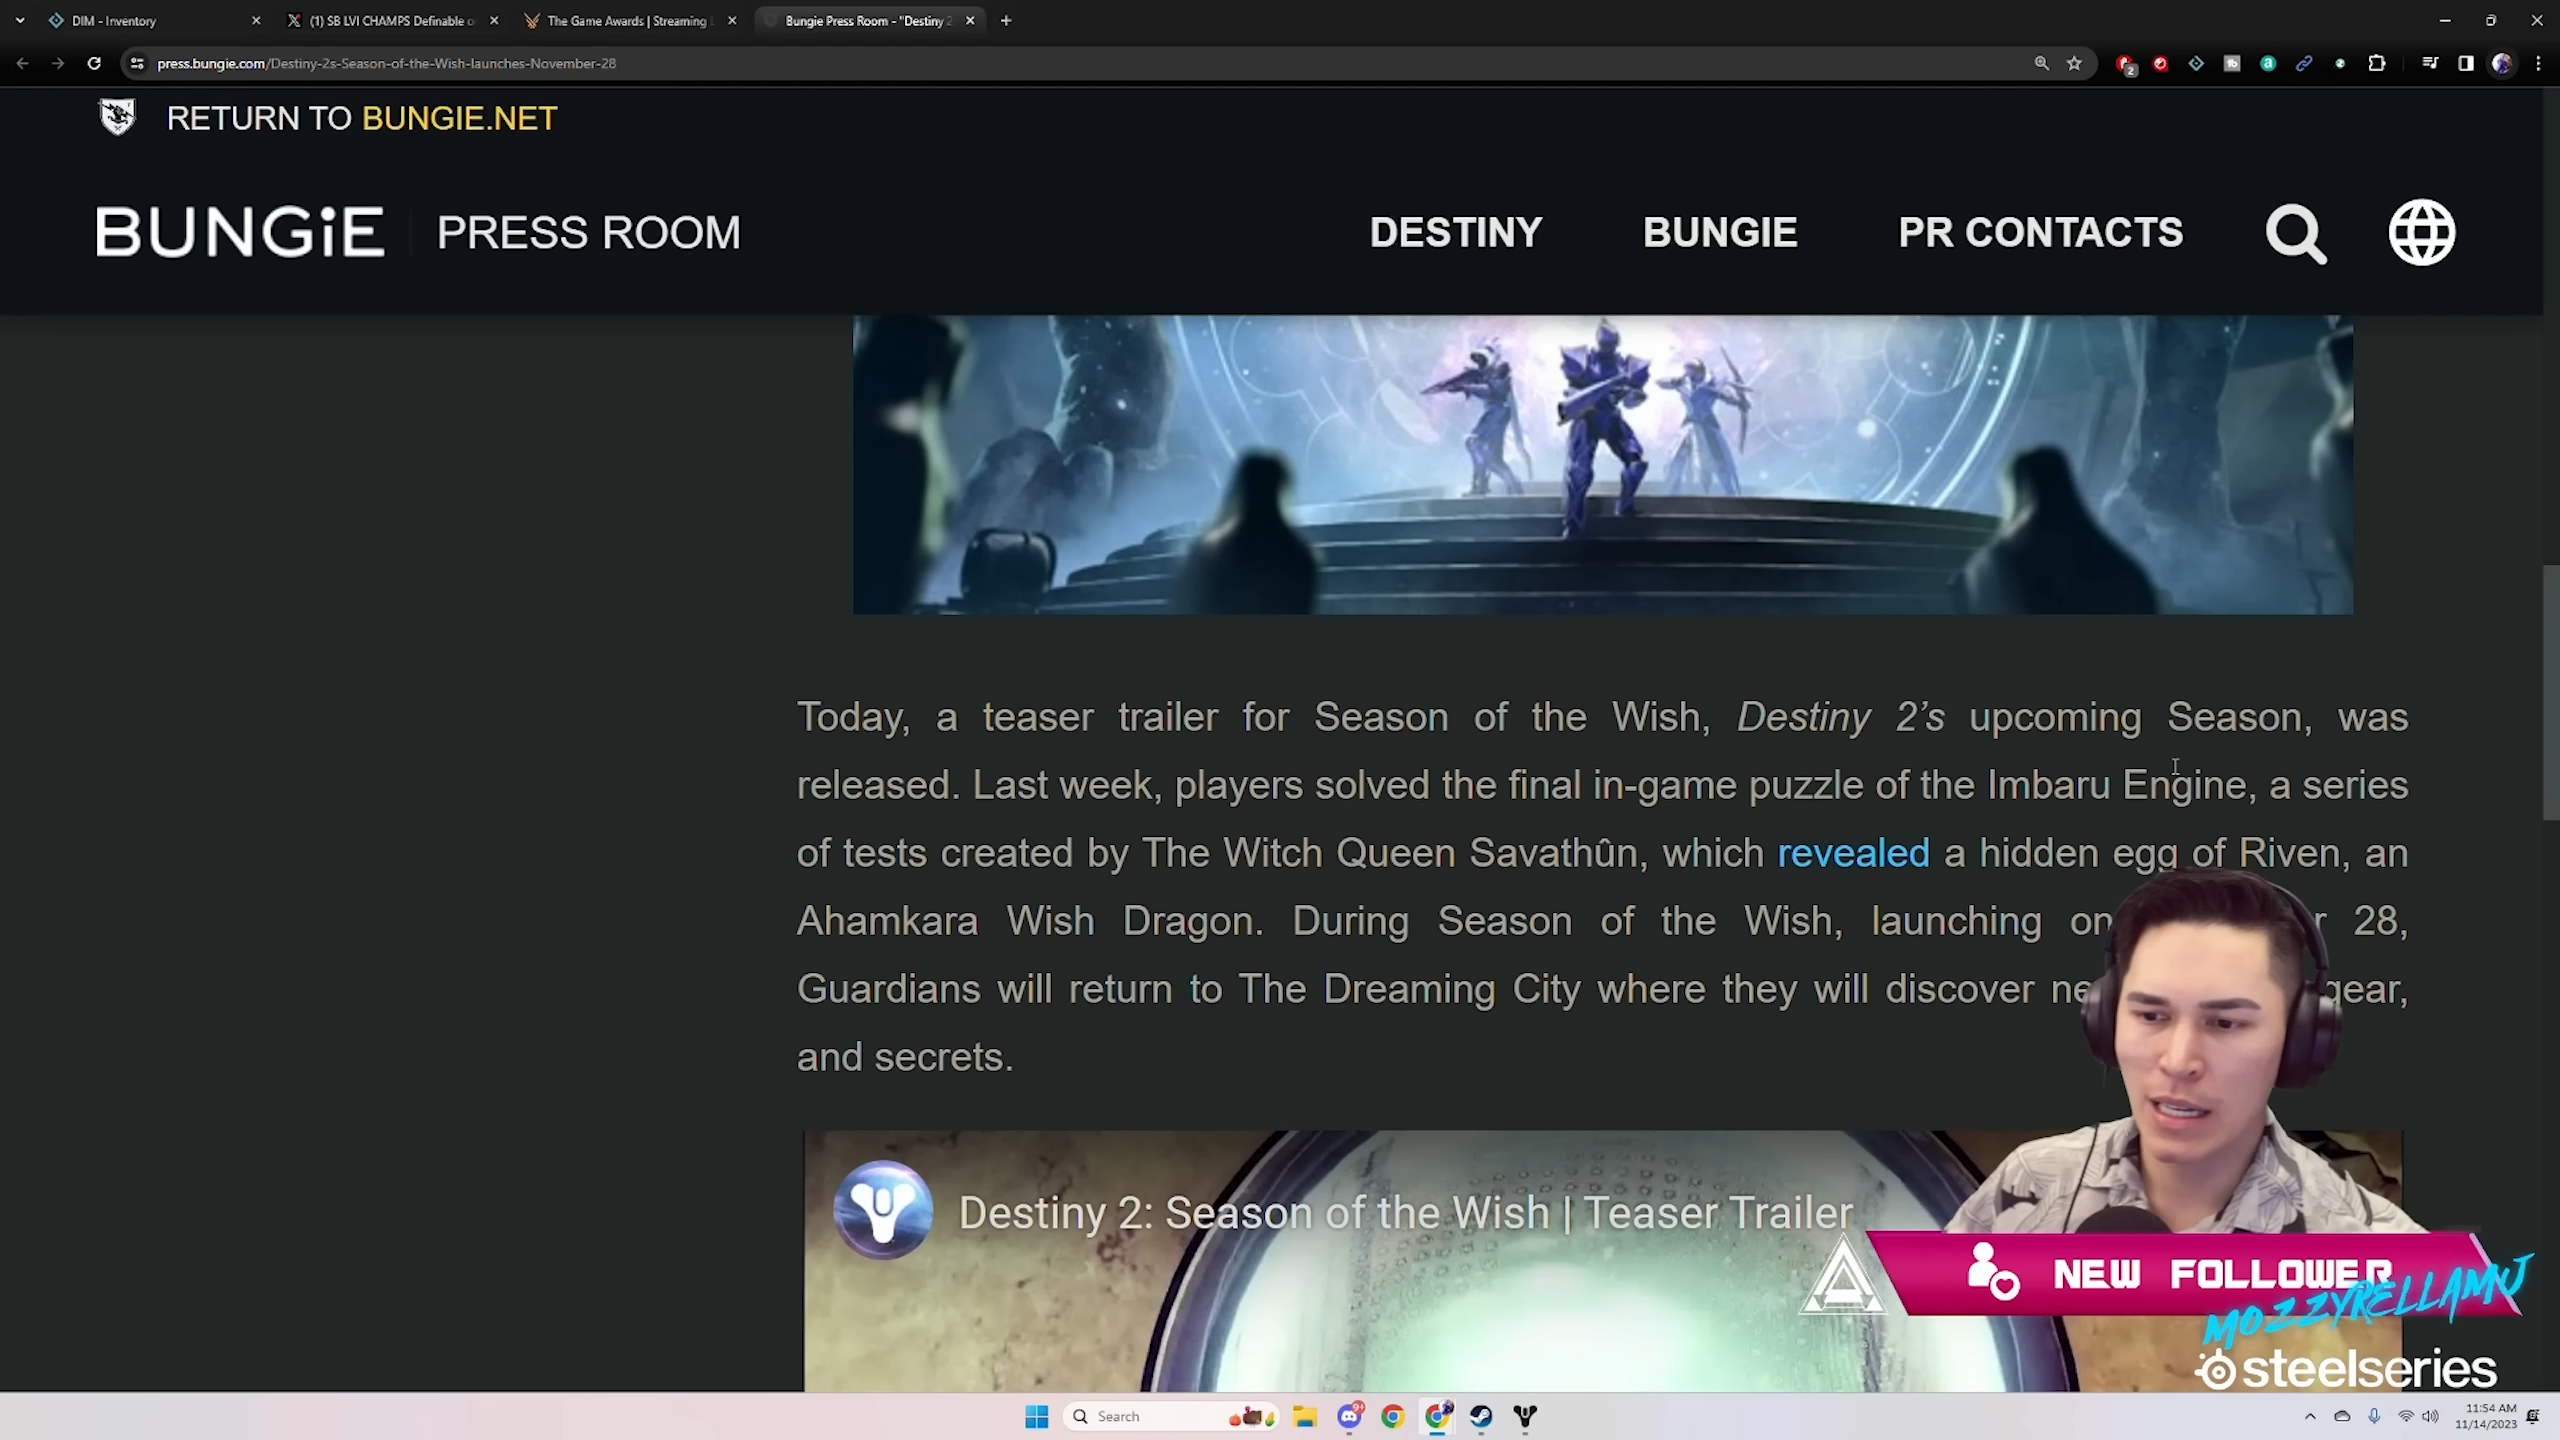 DIM - Inventory
(1) SB LVI CHAMPS Definable o
The Game Awards | Streaming
Bungie Press Room - "Destiny 2
press.bungie.com/Destiny-2s-Season-of-the-Wish-launches-November-28
2
RETURN TO BUNGIE.NET
BUNGiE PRESS ROOM
DESTINY BUNGIE PR CONTACTS
Today, a teaser trailer for Season of the Wish, Destiny 2’s upcoming Season, was
released. Last week, players solved the final in-game puzzle of the Imbaru Engine, a series
of tests created by The Witch Queen Savathûn, which revealed a hidden egg of Riven, an
Ahamkara Wish Dragon. During Season of the Wish, launching on r 28,
Guardians will return to The Dreaming City where they will discover ne gear,
and secrets.
Destiny 2: Season of the Wish | Teaser Trailer
NEW FOLLOWER
MOZZYRELLAMJ
steelseries
Search
9+
11:54 AM
11/14/2023